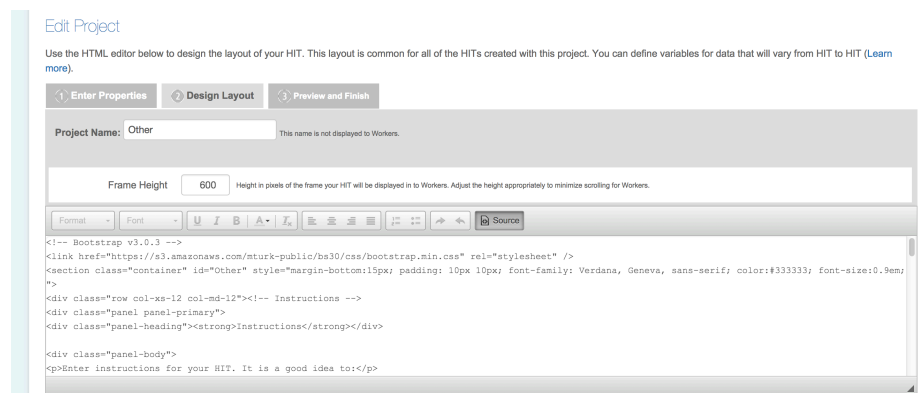 Edit Project
Use the HTML editor below to design the layout of your HIT. This layout is common for all of the HITs created with this project. You can define variables for data that will vary from HIT to HIT (Learn
more).
1 Enter Properties 2 Design Layout 3 Preview and Finish
Project Name: Other This name is not displayed to Workers.
Frame Height 600 Height in pixels of the frame your HIT will be displayed in to Workers. Adjust the height appropriately to minimize scrolling for Workers.
Format Font U I B A Tx Source
<!-- Bootstrap v3.0.3 -->
<link href="https://s3.amazonaws.com/mturk-public/bs30/css/bootstrap.min.css" rel="stylesheet" />
<section class="container" id="Other" style="margin-bottom:15px; padding: 10px 10px; font-family: Verdana, Geneva, sans-serif; color:#333333; font-size:0.9em;
">
<div class="row col-xs-12 col-md-12"><!-- Instructions -->
<div class="panel panel-primary">
<div class="panel-heading"><strong>Instructions</strong></div>
<div class="panel-body">
<p>Enter instructions for your HIT. It is a good idea to:</p>